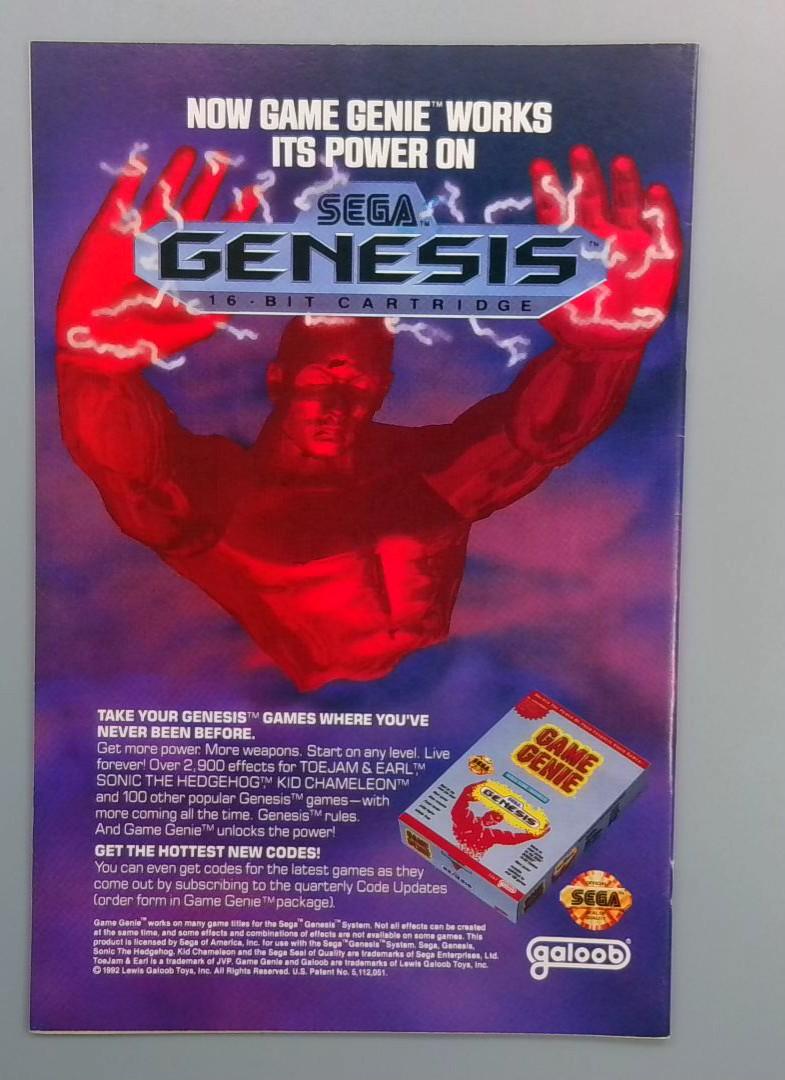 NOW GAME GENIE™ WORKS
ITS POWER ON
SEGA™
GENESIS™
16-BIT CARTRIDGE
TAKE YOUR GENESIS™ GAMES WHERE YOU'VE
NEVER BEEN BEFORE.
Get more power. More weapons. Start on any level. Live
forever! Over 2,900 effects for TOEJAM & EARL,™
SONIC THE HEDGEHOG,™ KID CHAMELEON™
and 100 other popular Genesis™ games—with
more coming all the time. Genesis™ rules.
And Game Genie™ unlocks the power!
GET THE HOTTEST NEW CODES!
You can even get codes for the latest games as they
come out by subscribing to the quarterly Code Updates
(order form in Game Genie™ package).
Game Genie™ works on many game titles for the Sega™ Genesis™ System. Not all effects can be created
at the same time, and some effects and combinations of effects are not available on some games. This
product is licensed by Sega of America, Inc. for use with the Sega™ Genesis™ System. Sega, Genesis,
Sonic The Hedgehog, Kid Chameleon and the Sega Seal of Quality are trademarks of Sega Enterprises, Ltd.
ToeJam & Earl is a trademark of JVP. Game Genie and Galoob are trademarks of Lewis Galoob Toys, Inc.
© 1992 Lewis Galoob Toys, Inc. All Rights Reserved. U.S. Patent No. 5,112,051.
GAME
GENIE
SEGA
GENESIS
GAME
GENIE
galoob
SEGA
galoob®